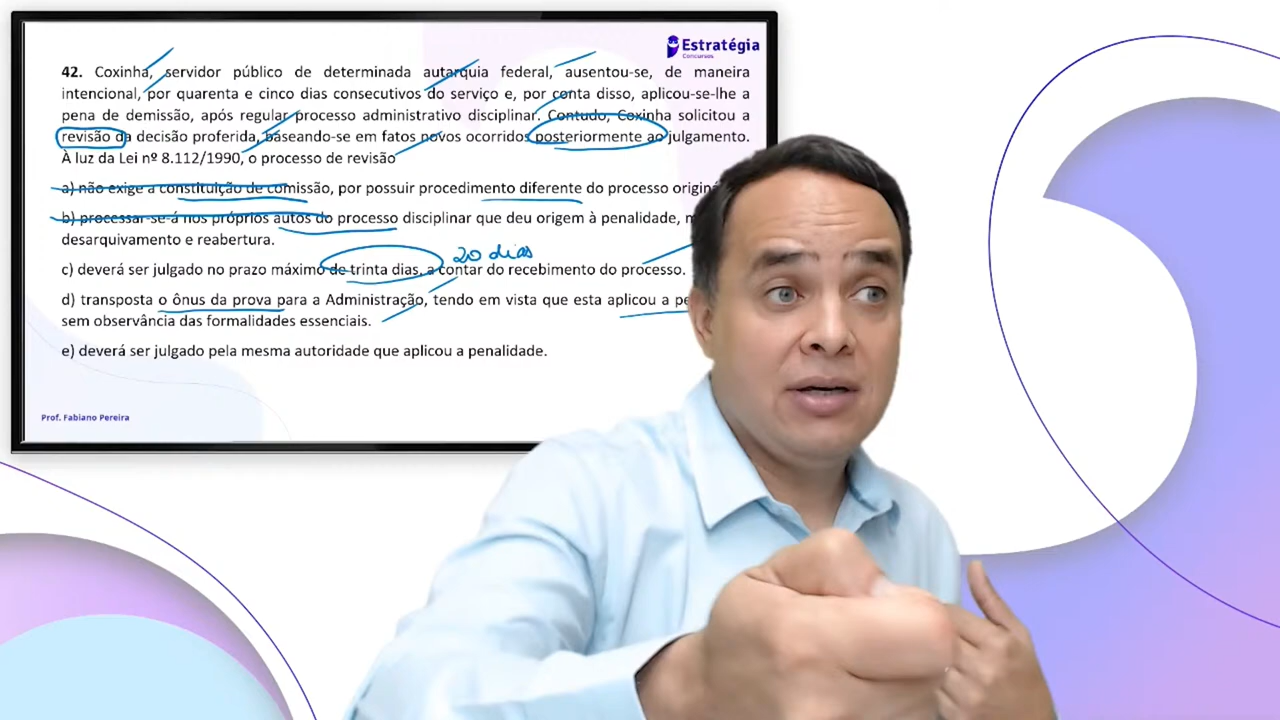 Estratégia
Concursos
42. Coxinha, servidor público de determinada autarquia federal, ausentou-se, de maneira
intencional, por quarenta e cinco dias consecutivos do serviço e, por conta disso, aplicou-se-lhe a
pena de demissão, após regular processo administrativo disciplinar. Contudo, Coxinha solicitou a
revisão da decisão proferida, baseando-se em fatos novos ocorridos posteriormente ao julgamento.
À luz da Lei nº 8.112/1990, o processo de revisão
a) não exige a constituição de comissão, por possuir procedimento diferente do processo
b) processar-se-á nos próprios autos do processo disciplinar que deu origem à penalidade,
desarquivamento e reabertura.
20 dias
c) deverá ser julgado no prazo máximo de trinta dias, a contar do recebimento do processo.
d) transposta o ônus da prova para a Administração, tendo em vista que esta aplicou a
sem observância das formalidades essenciais.
e) deverá ser julgado pela mesma autoridade que aplicou a penalidade.
Prof. Fabiano Pereira